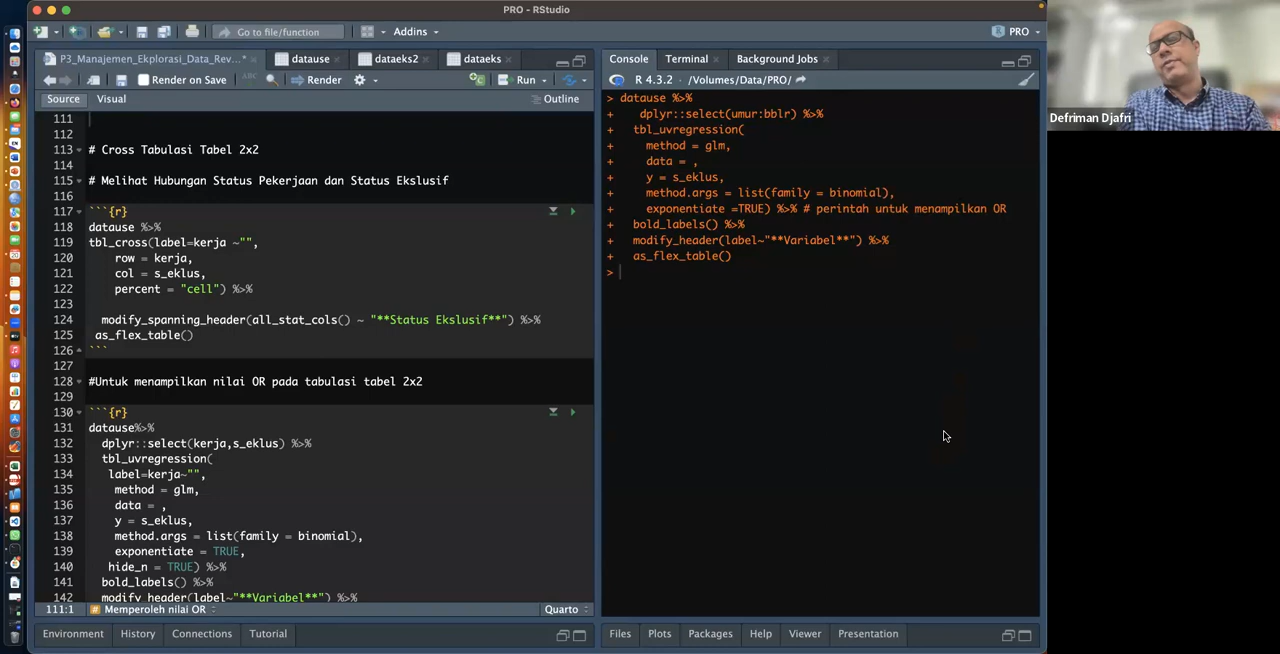 PRO - RStudio
Go to file/function
Addins
PRO
P3_Manajemen_Ekplorasi_Data_Rev...*
datause
dataeks2
dataeks
Render on Save
ABC
Render
Run
Source
Visual
Outline
111
112
113 # Cross Tabulasi Tabel 2x2
114
115 # Melihat Hubungan Status Pekerjaan dan Status Ekslusif
116
117 ```{r}
118 datause %>%
119 tbl_cross(label=kerja ~"",
120 row = kerja,
121 col = s_eklus,
122 percent = "cell") %>%
123
124 modify_spanning_header(all_stat_cols() ~ "**Status Ekslusif**") %>%
125 as_flex_table()
126 ```
127
128 #Untuk menampilkan nilai OR pada tabulasi tabel 2x2
129
130 ```{r}
131 datause%>%
132 dplyr::select(kerja,s_eklus) %>%
133 tbl_uvregression(
134 label=kerja~"",
135 method = glm,
136 data = ,
137 y = s_eklus,
138 method.args = list(family = binomial),
139 exponentiate = TRUE,
140 hide_n = TRUE) %>%
141 bold_labels() %>%
142 modify_header(label~"**Variabel**") %>%
111:1
# Memperoleh nilai OR
Quarto
Environment
History
Connections
Tutorial
Console
Terminal
Background Jobs
R 4.3.2 · /Volumes/Data/PRO/
> datause %>%
+ dplyr::select(umur:bblr) %>%
+ tbl_uvregression(
+ method = glm,
+ data = ,
+ y = s_eklus,
+ method.args = list(family = binomial),
+ exponentiate =TRUE) %>% # perintah untuk menampilkan OR
+ bold_labels() %>%
+ modify_header(label~"**Variabel**") %>%
+ as_flex_table()
>
Files
Plots
Packages
Help
Viewer
Presentation
Defriman Djafri